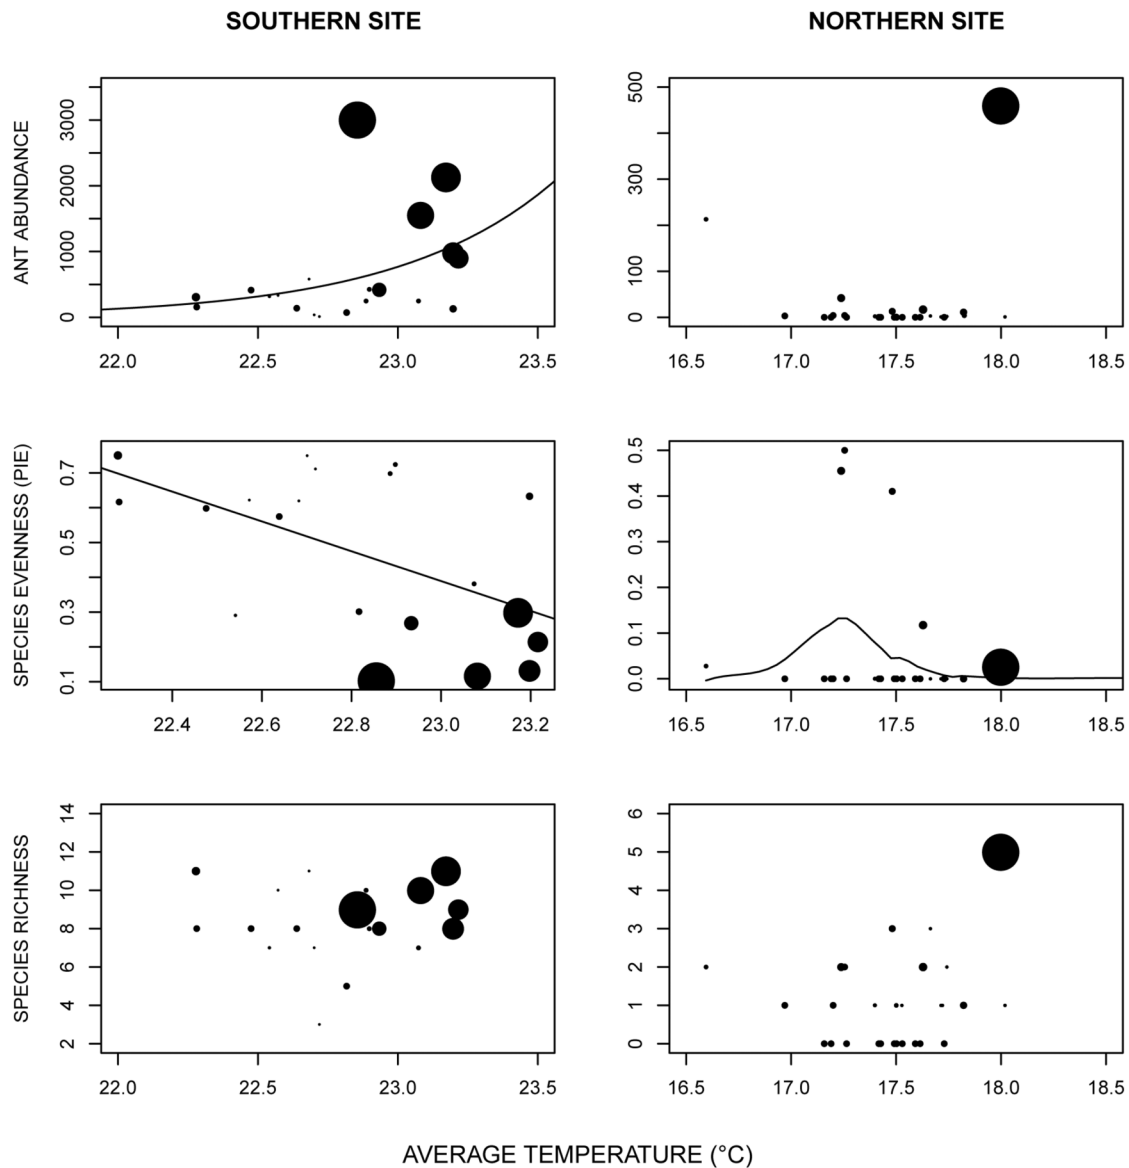 SOUTHERN SITE
NORTHERN SITE
ANT ABUNDANCE
3000
2000
1000
0
22.0 22.5 23.0 23.5
500
300
100
0
16.5 17.0 17.5 18.0 18.5
SPECIES EVENNESS (PIE)
0.7
0.5
0.3
0.1
22.4 22.6 22.8 23.0 23.2
0.5
0.4
0.3
0.2
0.1
0.0
16.5 17.0 17.5 18.0 18.5
SPECIES RICHNESS
14
12
10
8
6
4
2
22.0 22.5 23.0 23.5
6
5
4
3
2
1
0
16.5 17.0 17.5 18.0 18.5
AVERAGE TEMPERATURE (°C)